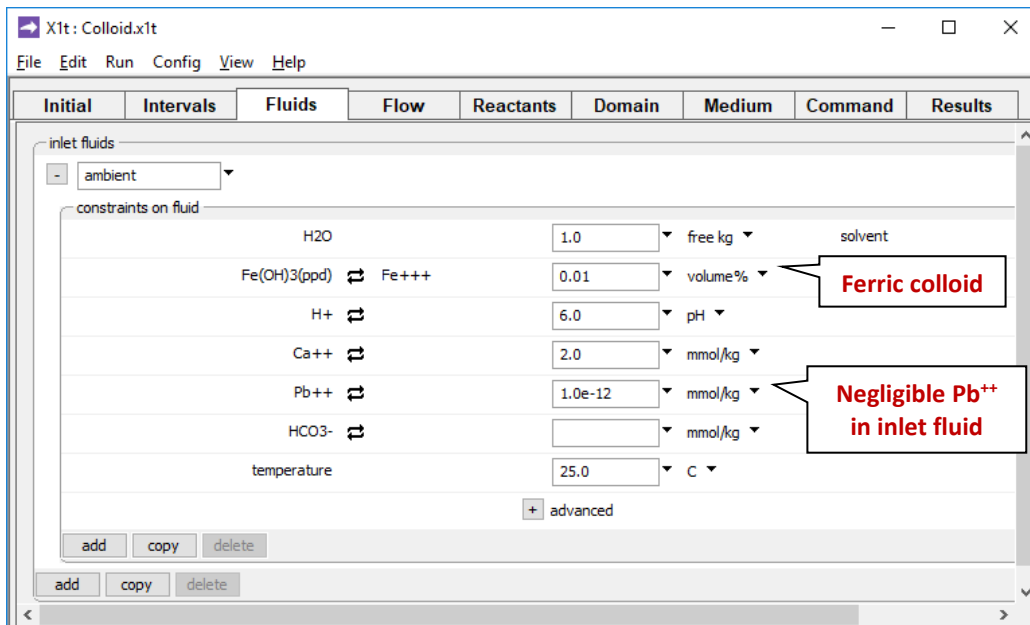 X1t : Colloid.x1t
File Edit Run Config View Help
Initial Intervals Fluids Flow Reactants Domain Medium Command Results
inlet fluids
- ambient
constraints on fluid
H2O 1.0 free kg solvent
Fe(OH)3(ppd) Fe+++ 0.01 volume%
Ferric colloid
H+ 6.0 pH
Ca++ 2.0 mmol/kg
Pb++ 1.0e-12 mmol/kg
Negligible Pb++
in inlet fluid
HCO3- mmol/kg
temperature 25.0 C
+ advanced
add copy delete
add copy delete